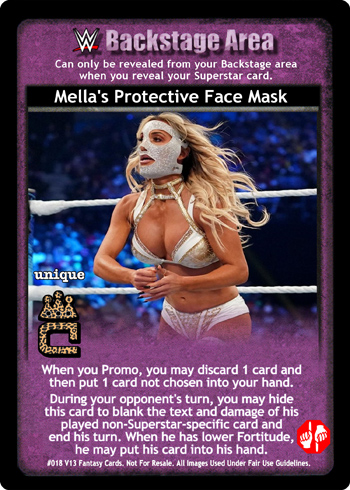 W Backstage Area
Can only be revealed from your Backstage area
when you reveal your Superstar card.
Mella's Protective Face Mask
unique
When you Promo, you may discard 1 card and
then put 1 card not chosen into your hand.
During your opponent's turn, you may hide
this card to blank the text and damage of his
played non-Superstar-specific card and
end his turn. When he has lower Fortitude,
he may put his card into his hand.
#018 V13 Fantasy Cards. Not For Resale. All Images Used Under Fair Use Guidelines.